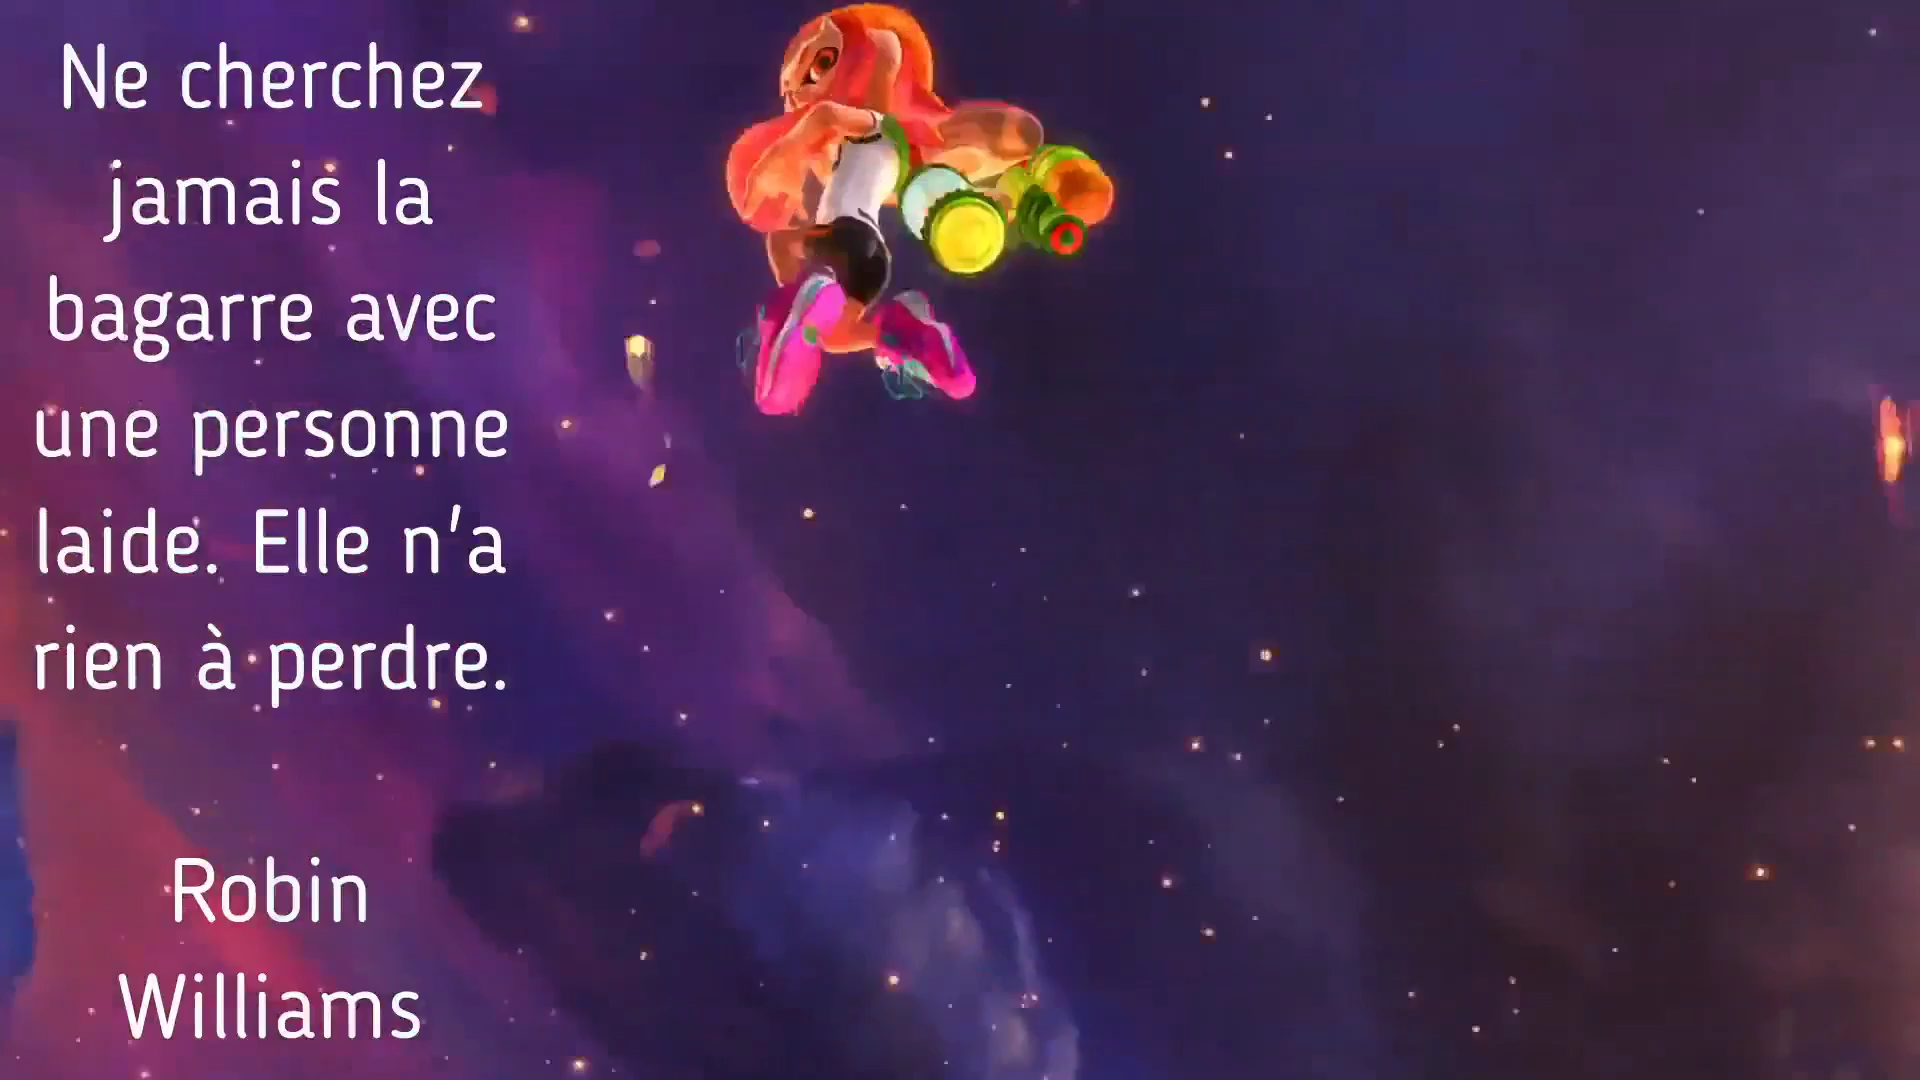 Ne cherchez
jamais la
bagarre avec
une personne
laide. Elle n'a
rien à perdre.
Robin
Williams